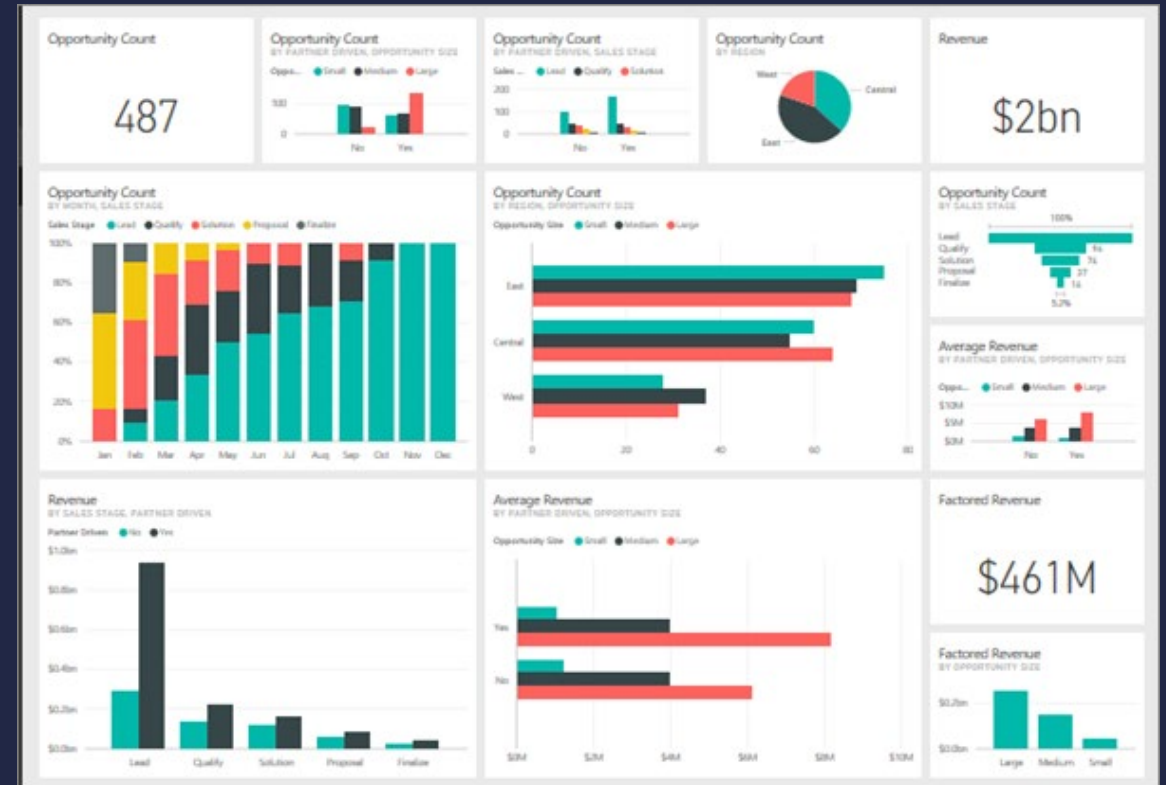 Opportunity Count
487
Opportunity Count
BY PARTNER DRIVEN, OPPORTUNITY SIZE
Oppo... Small Medium Large
100
0
No Yes
Opportunity Count
BY PARTNER DRIVEN, SALES STAGE
Sales ... Lead Qualify Solution
200
100
0
No Yes
Opportunity Count
BY REGION
West
Central
East
Revenue
$2bn
Opportunity Count
BY MONTH, SALES STAGE
Sales Stage Lead Qualify Solution Proposal Finalize
100%
80%
60%
40%
20%
0%
Jan Feb Mar Apr May Jun Jul Aug Sep Oct Nov Dec
Opportunity Count
BY REGION, OPPORTUNITY SIZE
Opportunity Size Small Medium Large
East
Central
West
0 20 40 60 80
Opportunity Count
BY SALES STAGE
100%
Lead
Qualify 94
Solution 76
Proposal 37
Finalize 14
5.2%
Average Revenue
BY PARTNER DRIVEN, OPPORTUNITY SIZE
Oppo... Small Medium Large
$10M
$5M
$0M
No Yes
Revenue
BY SALES STAGE, PARTNER DRIVEN
Partner Driven No Yes
$1.0bn
$0.8bn
$0.6bn
$0.4bn
$0.2bn
$0.0bn
Lead Qualify Solution Proposal Finalize
Average Revenue
BY PARTNER DRIVEN, OPPORTUNITY SIZE
Opportunity Size Small Medium Large
Yes
No
$0M $2M $4M $6M $8M $10M
Factored Revenue
$461M
Factored Revenue
BY OPPORTUNITY SIZE
$0.2bn
$0.0bn
Large Medium Small